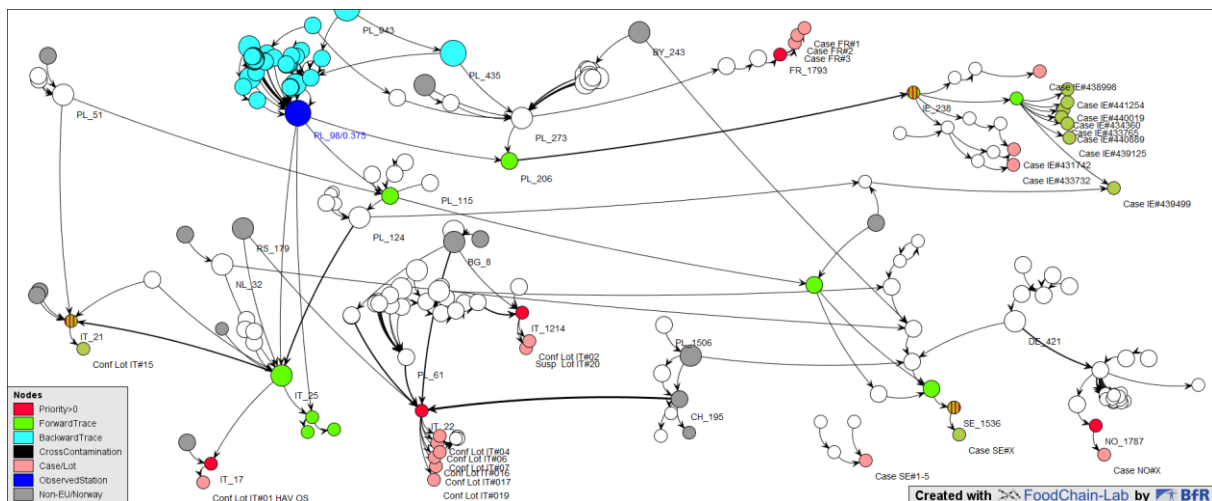 PL_943
BY_243
Case FR#1
Case FR#2
Case FR#3
FR_1793
PL_435
PL_51
PL_98/0.375
PL_273
IE_238
Case IE#438998
Case IE#441254
Case IE#440019
Case IE#434360
Case IE#433765
Case IE#440889
Case IE#439125
Case IE#431742
Case IE#433732
PL_206
PL_115
Case IE#439499
PL_124
RS_179
BG_8
NL_32
IT_21
Conf Lot IT#15
IT_1214
Conf Lot IT#02
Susp Lot IT#20
PL_1506
DE_421
PL_61
IT_25
CH_195
IT_22
Conf Lot IT#04
Conf Lot IT#06
Conf Lot IT#07
Conf Lot IT#016
Conf Lot IT#017
Conf Lot IT#019
SE_1536
Case SE#X
NO_1787
Case NO#X
Case SE#1-5
IT_17
Conf Lot IT#01 HAV OS
Nodes
Priority>0
ForwardTrace
BackwardTrace
CrossContamination
Case/Lot
ObservedStation
Non-EU/Norway
Created with FoodChain-Lab by BfR